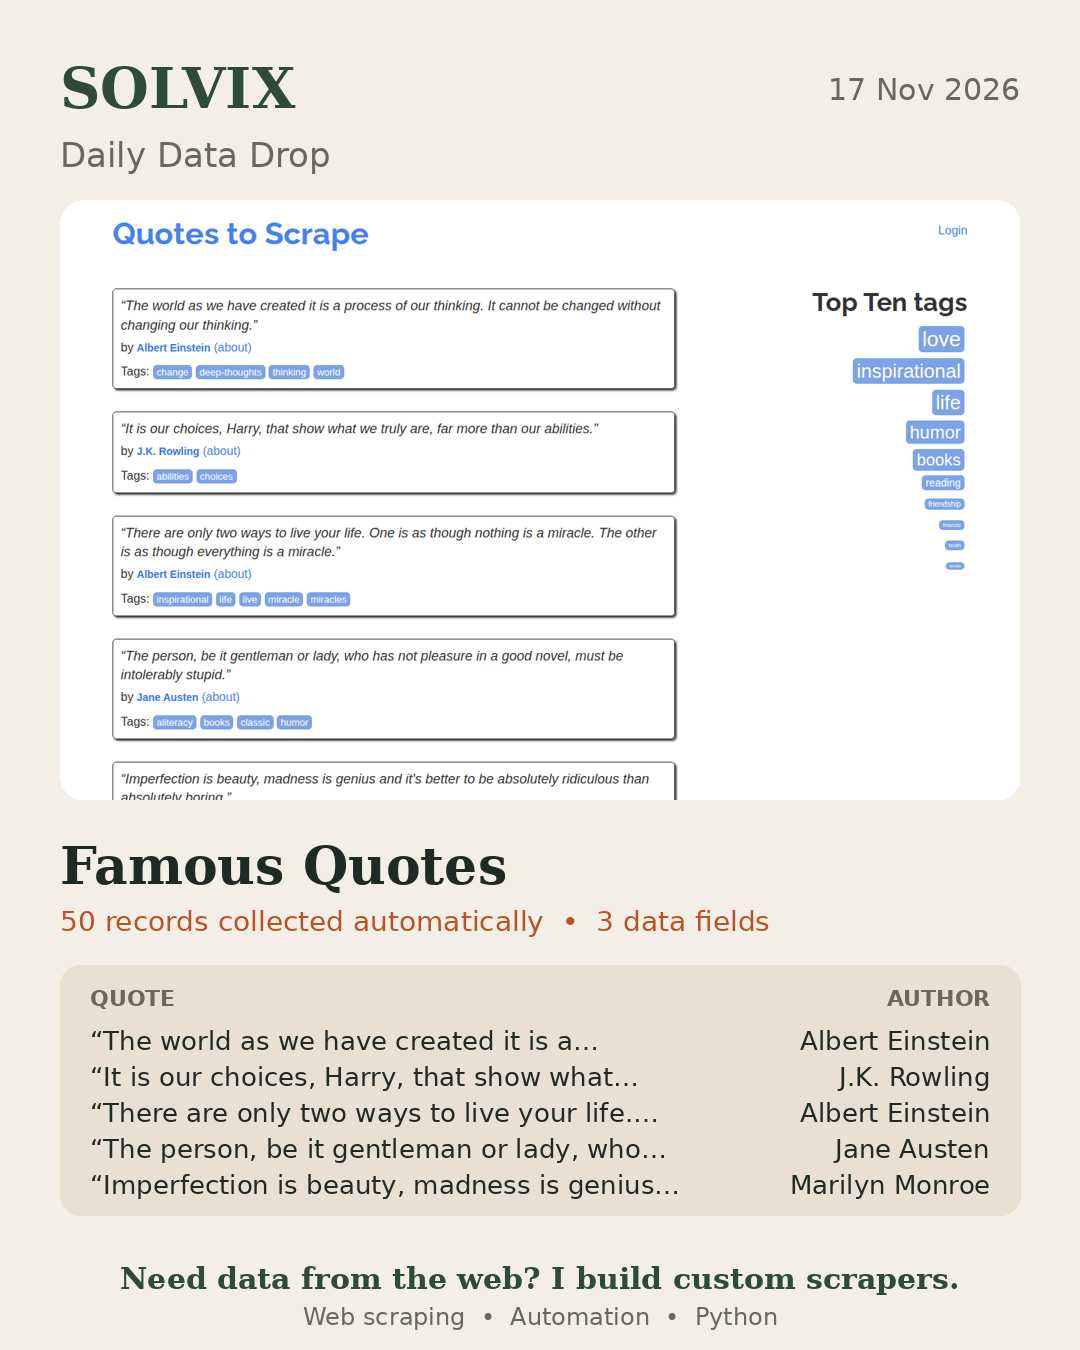 SOLVIX
17 Nov 2026
Daily Data Drop
Quotes to Scrape
Login
“The world as we have created it is a process of our thinking. It cannot be changed without
changing our thinking.”
by Albert Einstein (about)
Tags: change deep-thoughts thinking world
“It is our choices, Harry, that show what we truly are, far more than our abilities.”
by J.K. Rowling (about)
Tags: abilities choices
“There are only two ways to live your life. One is as though nothing is a miracle. The other
is as though everything is a miracle.”
by Albert Einstein (about)
Tags: inspirational life live miracle miracles
“The person, be it gentleman or lady, who has not pleasure in a good novel, must be
intolerably stupid.”
by Jane Austen (about)
Tags: aliteracy books classic humor
“Imperfection is beauty, madness is genius and it's better to be absolutely ridiculous than
absolutely boring.”
Top Ten tags
love
inspirational
life
humor
books
reading
friendship
friends
truth
Famous Quotes
50 records collected automatically • 3 data fields
QUOTE AUTHOR
“The world as we have created it is a… Albert Einstein
“It is our choices, Harry, that show what… J.K. Rowling
“There are only two ways to live your life.… Albert Einstein
“The person, be it gentleman or lady, who… Jane Austen
“Imperfection is beauty, madness is genius… Marilyn Monroe
Need data from the web? I build custom scrapers.
Web scraping • Automation • Python